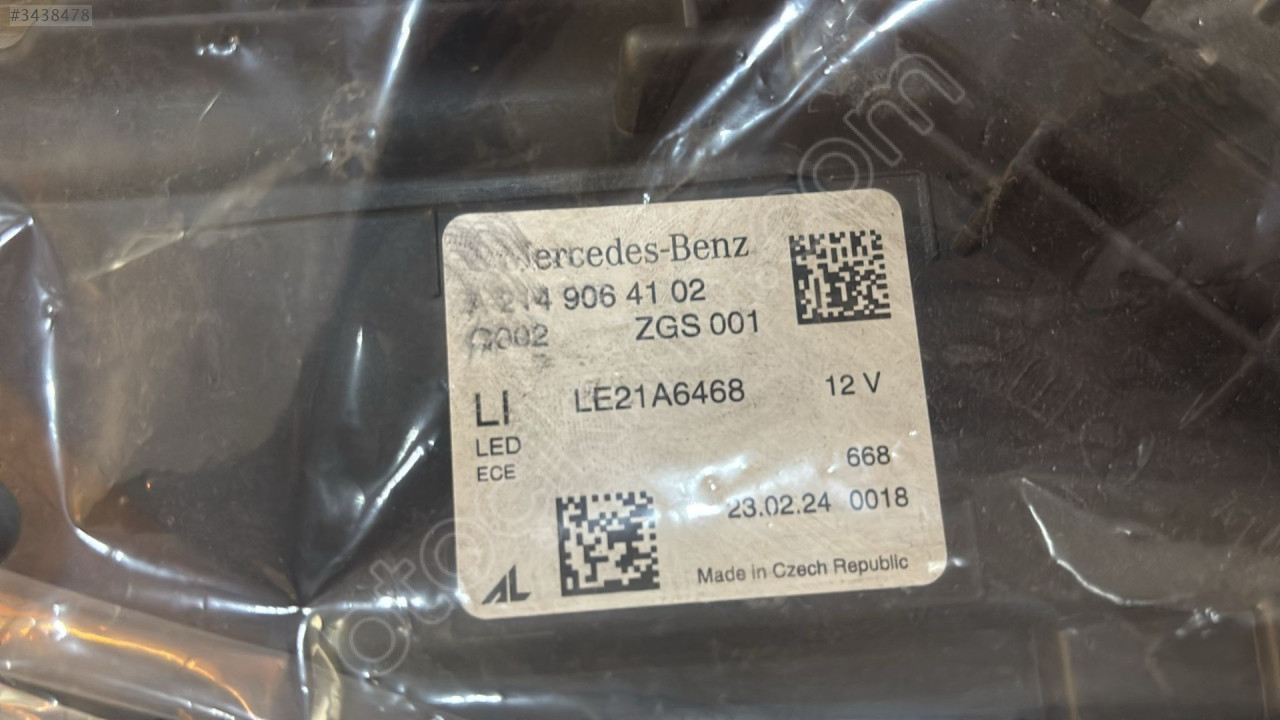 #3438478
Mercedes-Benz
A 214 906 41 02
ZGS 001
LI LE21A6468 12 V
LED
ECE
668
23.02.24 0018
AL
Made in Czech Republic